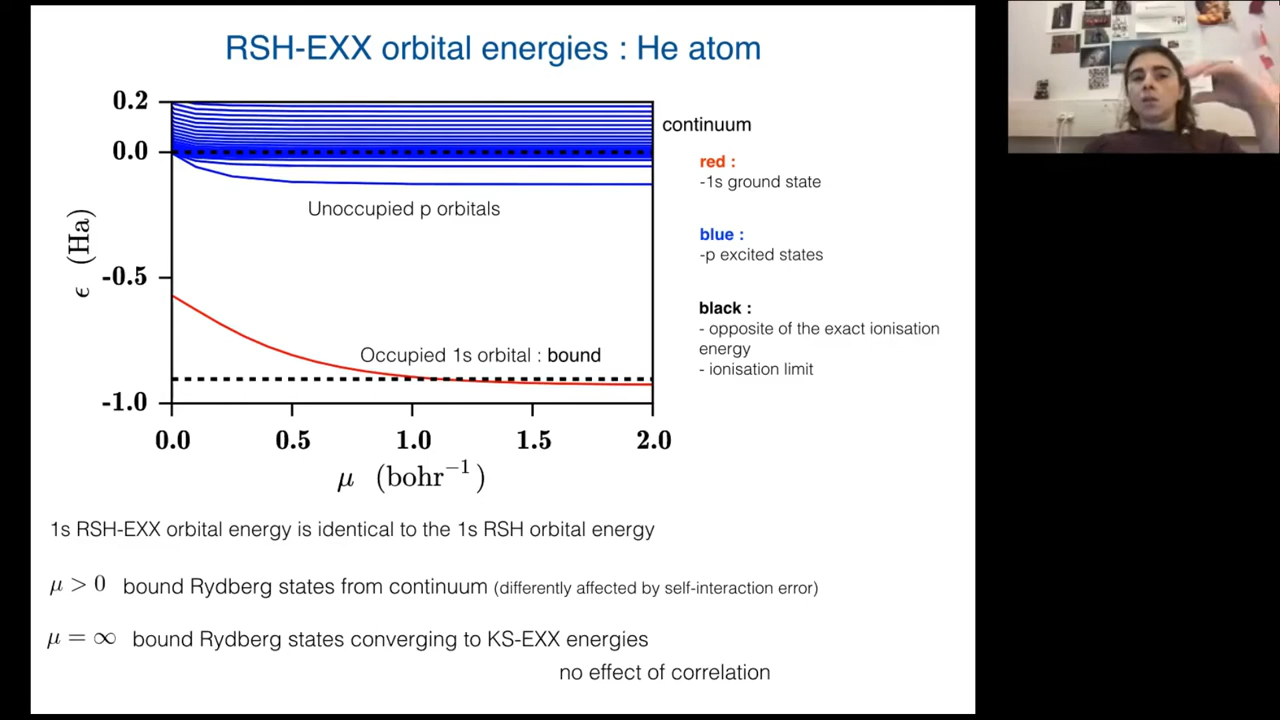 RSH-EXX orbital energies : He atom
0.2
0.0
-0.5
-1.0
ϵ (Ha)
continuum
Unoccupied p orbitals
Occupied 1s orbital : bound
0.0 0.5 1.0 1.5 2.0
μ (bohr⁻¹)
red :
-1s ground state
blue :
-p excited states
black :
- opposite of the exact ionisation
energy
- ionisation limit
1s RSH-EXX orbital energy is identical to the 1s RSH orbital energy
μ > 0 bound Rydberg states from continuum (differently affected by self-interaction error)
μ = ∞ bound Rydberg states converging to KS-EXX energies
no effect of correlation